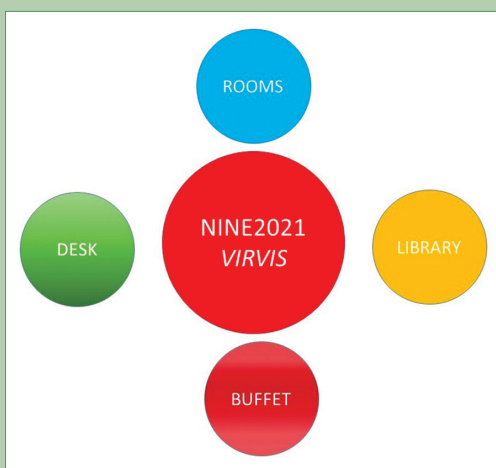 ROOMS
NINE2021
VIRVIS
DESK
LIBRARY
BUFFET